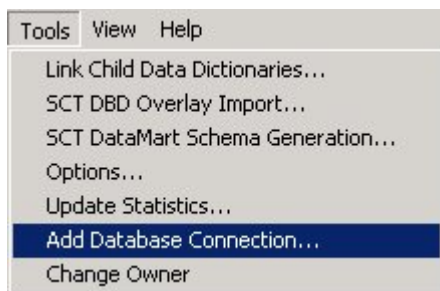 Tools View Help
Link Child Data Dictionaries...
SCT DBD Overlay Import...
SCT DataMart Schema Generation...
Options...
Update Statistics...
Add Database Connection...
Change Owner